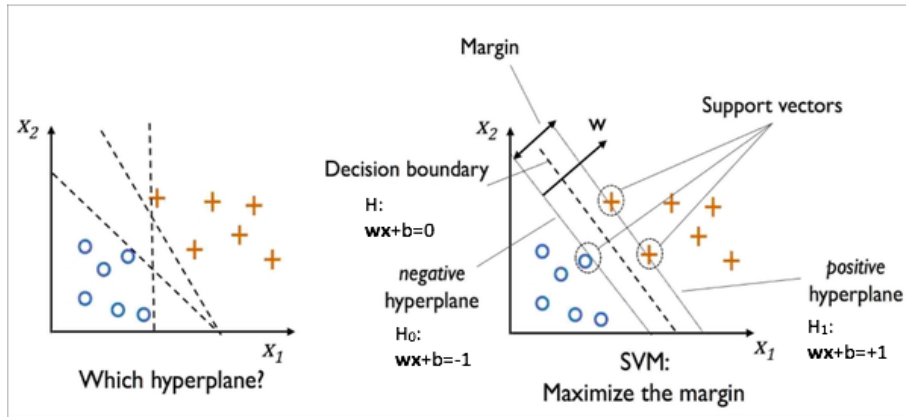 X2
X1
Which hyperplane?
Margin
X2
w
Support vectors
Decision boundary
H:
wx+b=0
negative
hyperplane
H0:
wx+b=-1
positive
hyperplane
H1:
wx+b=+1
X1
SVM:
Maximize the margin